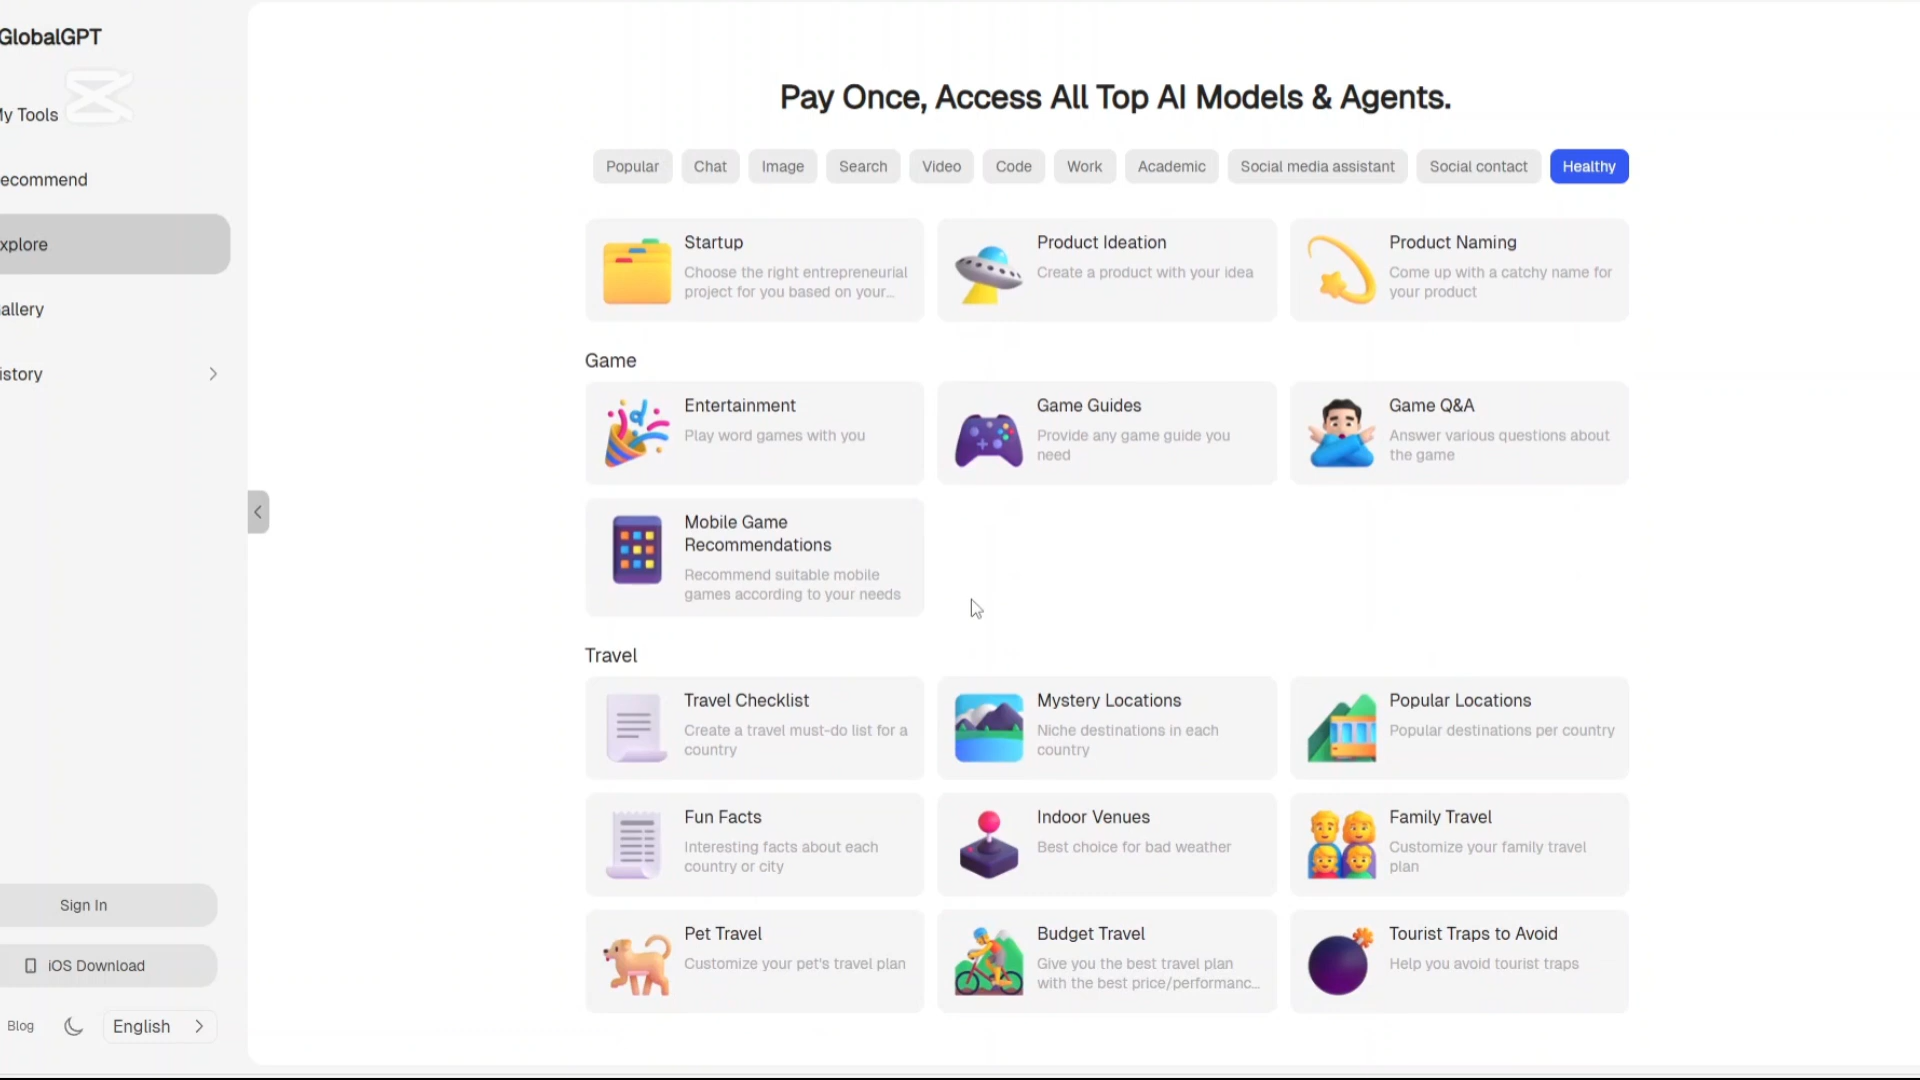 GlobalGPT
My Tools
ecommend
xplore
allery
istory
Sign In
iOS Download
Blog
English
Pay Once, Access All Top AI Models & Agents.
Popular
Chat
Image
Search
Video
Code
Work
Academic
Social media assistant
Social contact
Healthy
Startup
Choose the right entrepreneurial
project for you based on your...
Product Ideation
Create a product with your idea
Product Naming
Come up with a catchy name for
your product
Game
Entertainment
Play word games with you
Game Guides
Provide any game guide you
need
Game Q&A
Answer various questions about
the game
Mobile Game
Recommendations
Recommend suitable mobile
games according to your needs
Travel
Travel Checklist
Create a travel must-do list for a
country
Mystery Locations
Niche destinations in each
country
Popular Locations
Popular destinations per country
Fun Facts
Interesting facts about each
country or city
Indoor Venues
Best choice for bad weather
Family Travel
Customize your family travel
plan
Pet Travel
Customize your pet's travel plan
Budget Travel
Give you the best travel plan
with the best price/performanc...
Tourist Traps to Avoid
Help you avoid tourist traps